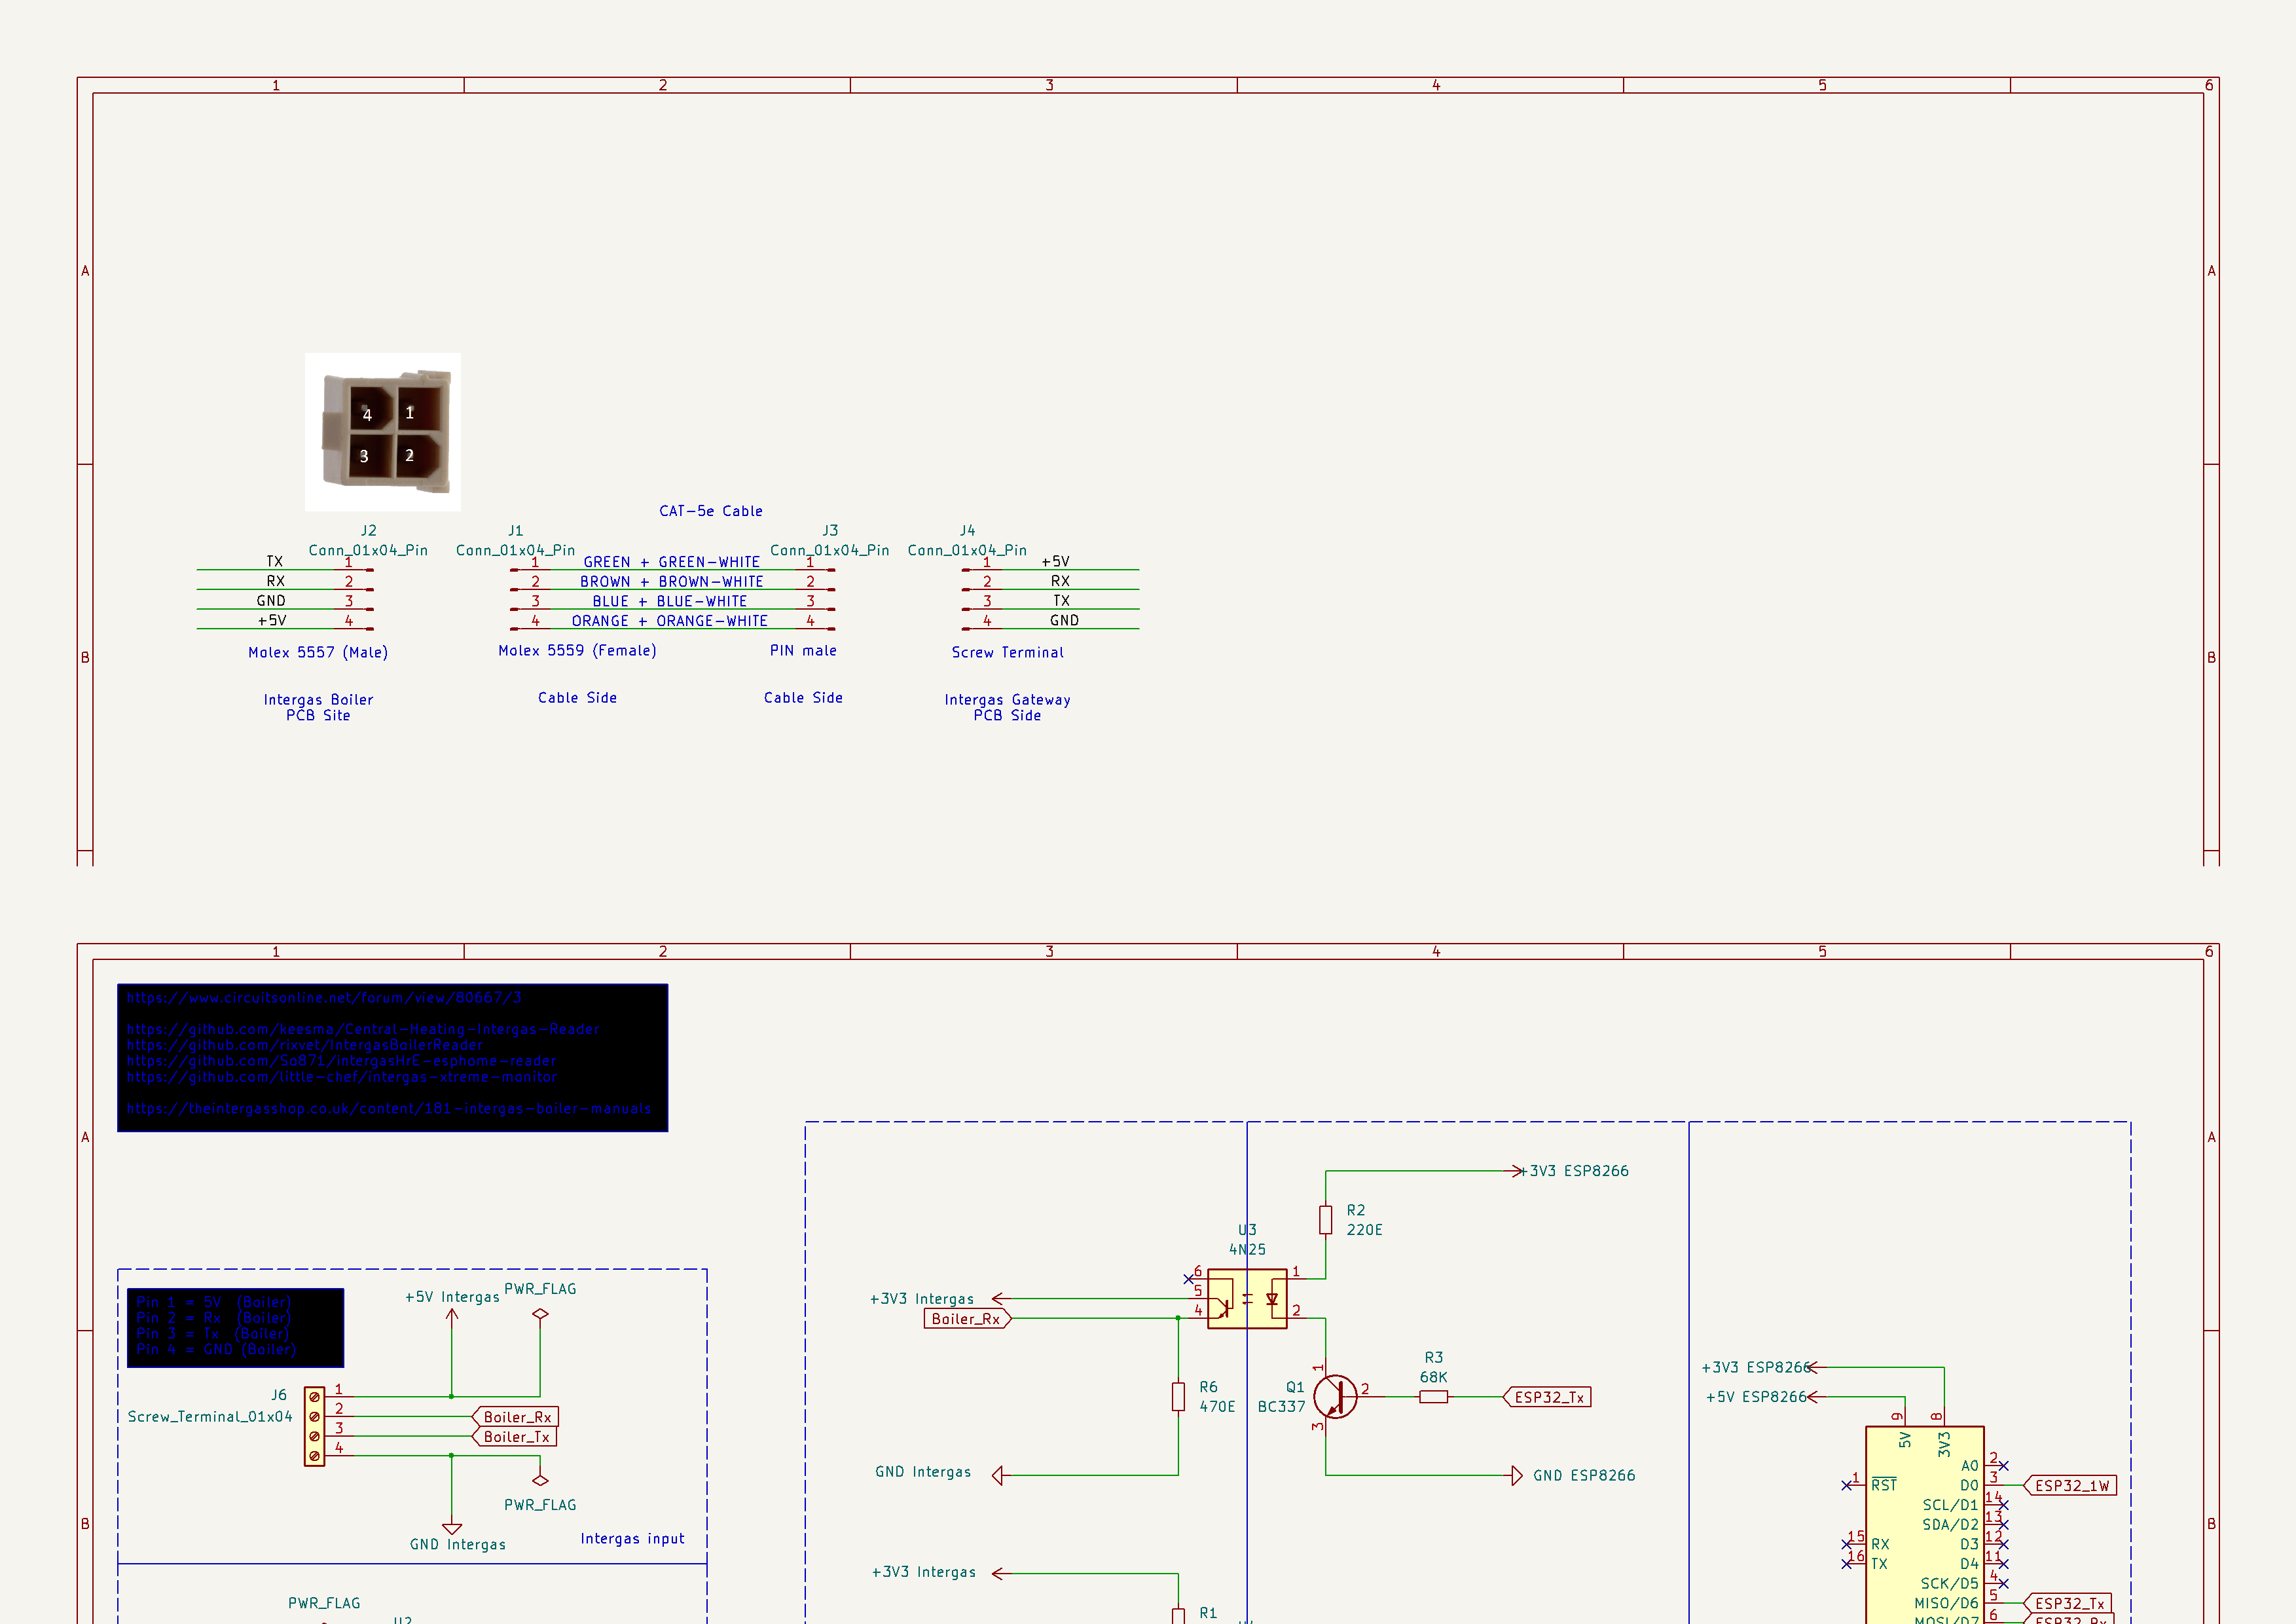 1 2 3 4 5 6
A A
4 1
3 2
CAT-5e Cable
J2 J1 J3 J4
Conn_01x04_Pin Conn_01x04_Pin Conn_01x04_Pin Conn_01x04_Pin
TX 1 1 GREEN + GREEN-WHITE 1 1 +5V
RX 2 2 BROWN + BROWN-WHITE 2 2 RX
GND 3 3 BLUE + BLUE-WHITE 3 3 TX
+5V 4 4 ORANGE + ORANGE-WHITE 4 4 GND
Molex 5557 (Male) Molex 5559 (Female) PIN male Screw Terminal
B B
Intergas Boiler Cable Side Cable Side Intergas Gateway
PCB Site PCB Side
1 2 3 4 5 6
https://www.circuitsonline.net/forum/view/80667/3
https://github.com/keesma/Central-Heating-Intergas-Reader
https://github.com/rixvet/IntergasBoilerReader
https://github.com/So871/IntergasHrE-esphome-reader
https://github.com/little-chef/intergas-xtreme-monitor
https://theintergasshop.co.uk/content/181-intergas-boiler-manuals
A A
Pin 1 = 5V (Boiler)
Pin 2 = Rx (Boiler)
Pin 3 = Tx (Boiler)
Pin 4 = GND (Boiler)
+5V Intergas PWR_FLAG
J6
Screw_Terminal_01x04
1
2 Boiler_Rx
3 Boiler_Tx
4
PWR_FLAG
GND Intergas
Intergas input
PWR_FLAG
U2
+3V3 ESP8266
R2
220E
U3
4N25
6 1
5
4 2
+3V3 Intergas
Boiler_Rx
R6
470E
Q1
BC337
1
2
3
R3
68K
ESP32_Tx
GND Intergas
GND ESP8266
+3V3 Intergas
R1
+3V3 ESP8266
+5V ESP8266
9 8
5V 3V3
A0 2
1 RST D0 3 ESP32_1W
SCL/D1 14
SDA/D2 13
15 RX D3 12
16 TX D4 11
SCK/D5 4
MISO/D6 5 ESP32_Tx
MOSI/D7 6 ESP32_Rx
B B